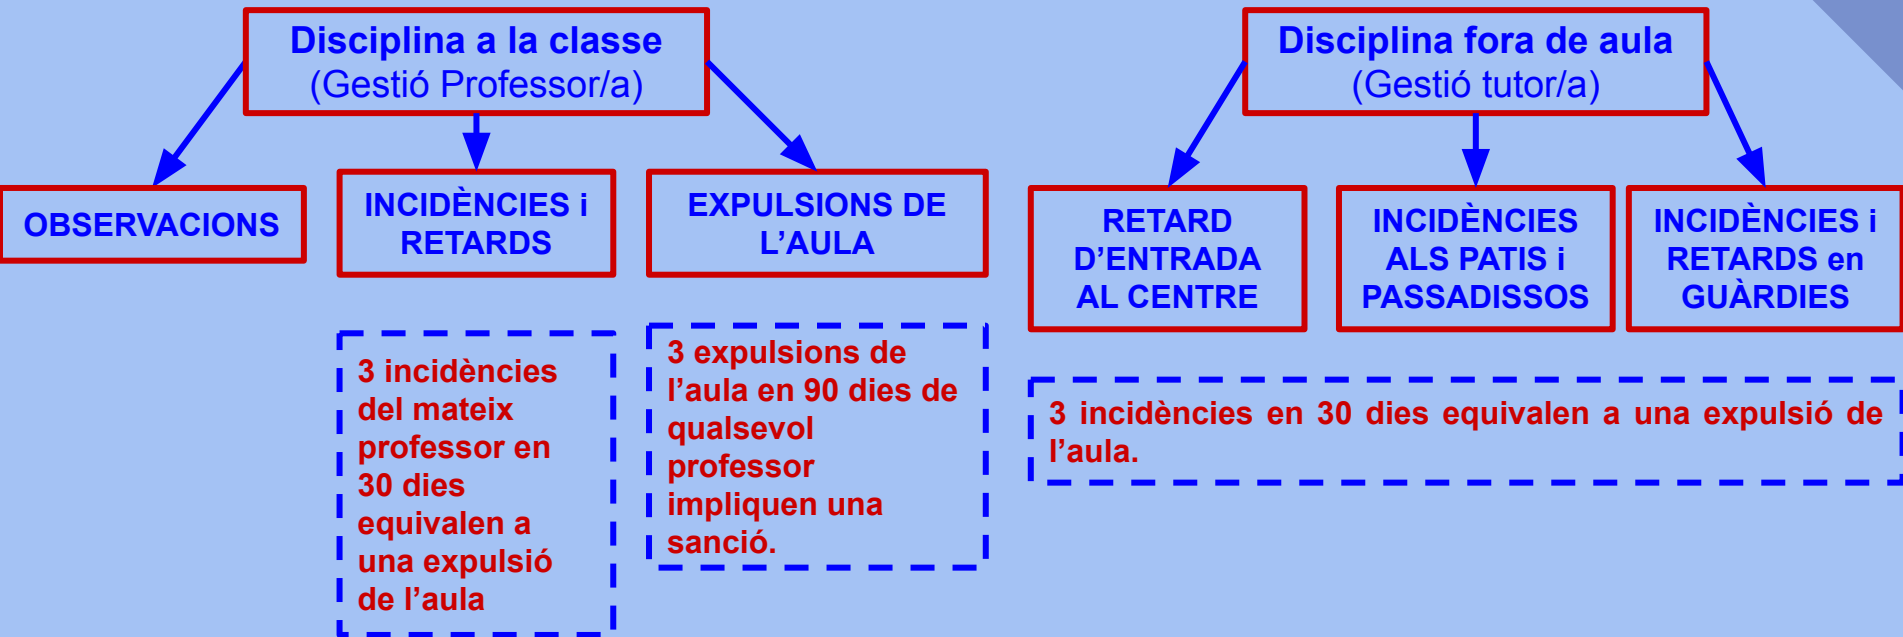 Disciplina a la classe
(Gestió Professor/a)
OBSERVACIONS
INCIDÈNCIES i
RETARDS
EXPULSIONS DE
L’AULA
3 incidències
del mateix
professor en
30 dies
equivalen a
una expulsió
de l’aula
3 expulsions de
l’aula en 90 dies de
qualsevol
professor
impliquen una
sanció.
Disciplina fora de aula
(Gestió tutor/a)
RETARD
D’ENTRADA
AL CENTRE
INCIDÈNCIES
ALS PATIS i
PASSADISSOS
INCIDÈNCIES i
RETARDS en
GUÀRDIES
3 incidències en 30 dies equivalen a una expulsió de
l’aula.